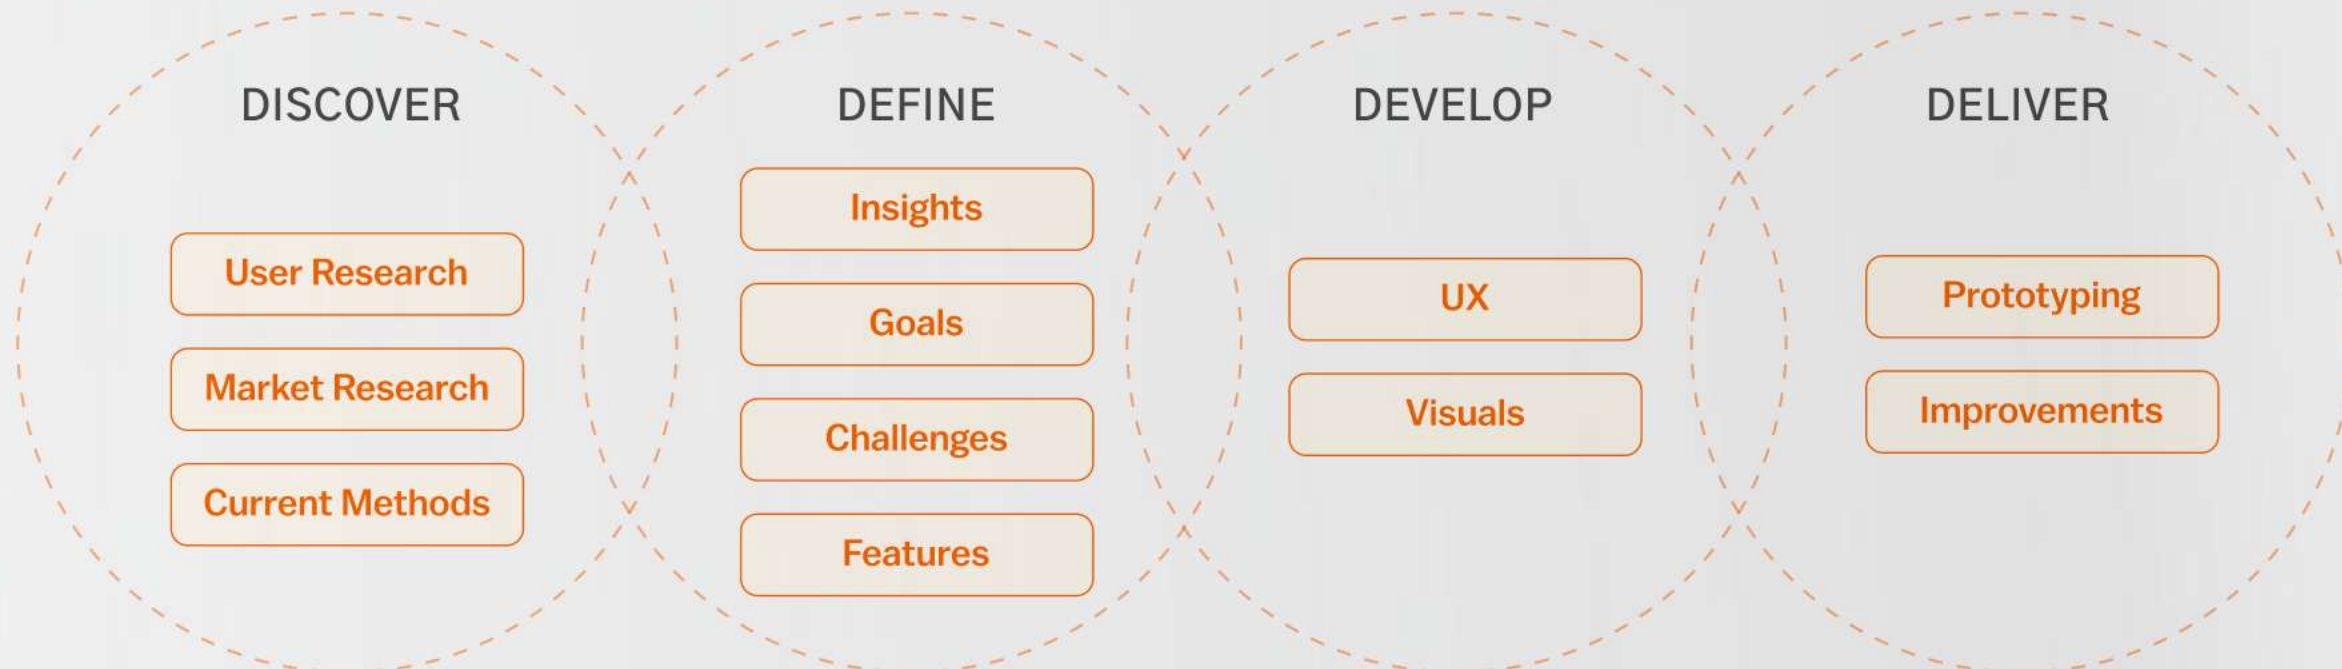 DISCOVER
User Research
Market Research
Current Methods
DEFINE
Insights
Goals
Challenges
Features
DEVELOP
UX
Visuals
DELIVER
Prototyping
Improvements